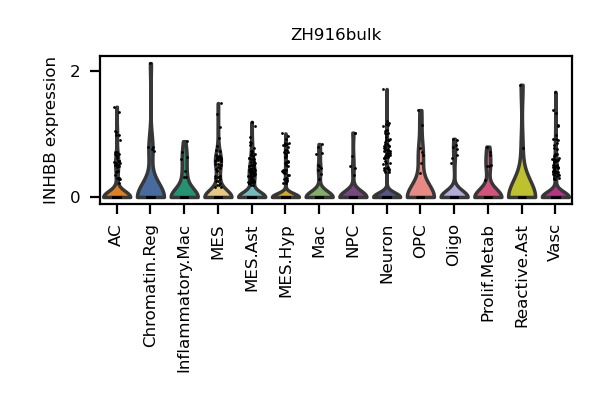 ZH916bulk
INHBB expression
2
0
AC
Chromatin.Reg
Inflammatory.Mac
MES
MES.Ast
MES.Hyp
Mac
NPC
Neuron
OPC
Oligo
Prolif.Metab
Reactive.Ast
Vasc